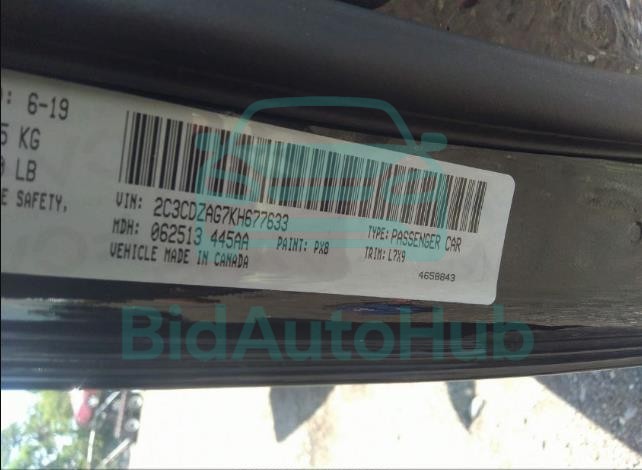 D: 6-19
5 KG
0 LB
E SAFETY,
VIN: 2C3CDZAG7KH677633
MDH: 062513 445AA PAINT: PX8
VEHICLE MADE IN CANADA
TYPE: PASSENGER CAR
TRIM: L7X9
4658843
BidAutoHub